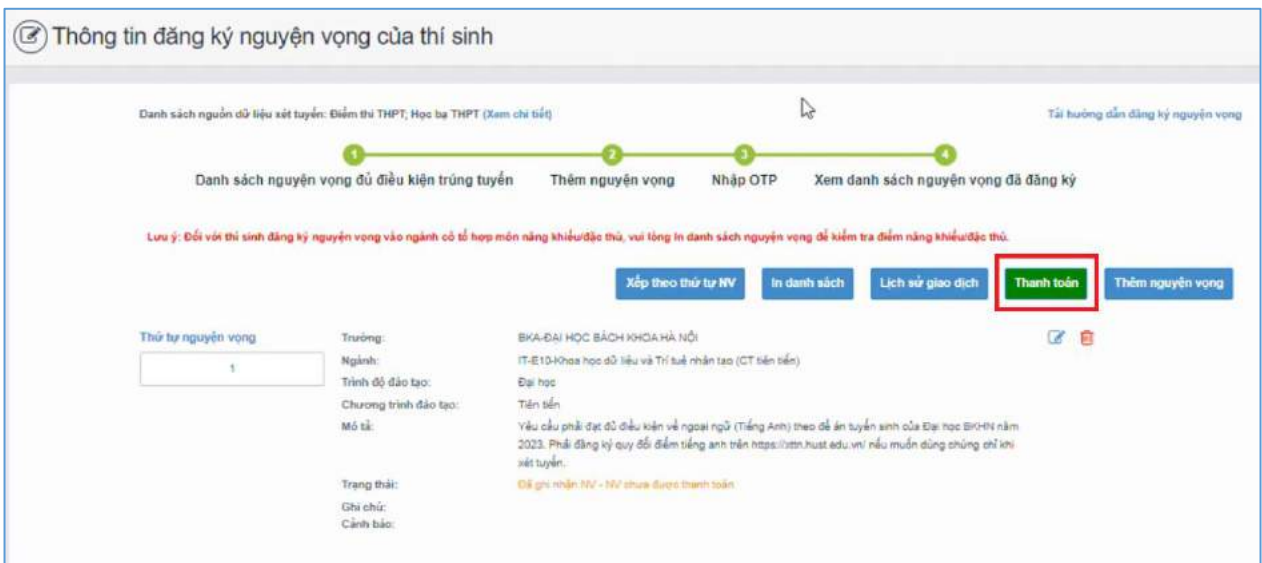 Thông tin đăng ký nguyện vọng của thí sinh
Danh sách nguồn dữ liệu xét tuyển: Điểm thi THPT; Học bạ THPT (Xem chi tiết)
Tải hướng dẫn đăng ký nguyện vọng
1 2 3 4
Danh sách nguyện vọng đủ điều kiện trúng tuyển Thêm nguyện vọng Nhập OTP Xem danh sách nguyện vọng đã đăng ký
Lưu ý: Đối với thí sinh đăng ký nguyện vọng vào ngành có tổ hợp môn năng khiếu/đặc thù, vui lòng In danh sách nguyện vọng để kiểm tra điểm năng khiếu/đặc thù.
Xếp theo thứ tự NV In danh sách Lịch sử giao dịch Thanh toán Thêm nguyện vọng
Thứ tự nguyện vọng
1
Trường: BKA-ĐẠI HỌC BÁCH KHOA HÀ NỘI
Ngành: IT-E10-Khoa học dữ liệu và Trí tuệ nhân tạo (CT tiên tiến)
Trình độ đào tạo: Đại học
Chương trình đào tạo: Tiên tiến
Mô tả: Yêu cầu phải đạt đủ điều kiện về ngoại ngữ (Tiếng Anh) theo đề án tuyển sinh của Đại học BKHN năm
2023. Phải đăng ký quy đổi điểm tiếng anh trên https://xttn.hust.edu.vn/ nếu muốn dùng chứng chỉ khi
xét tuyển.
Trạng thái: Đã ghi nhận NV - NV chưa được thanh toán
Ghi chú:
Cảnh báo: